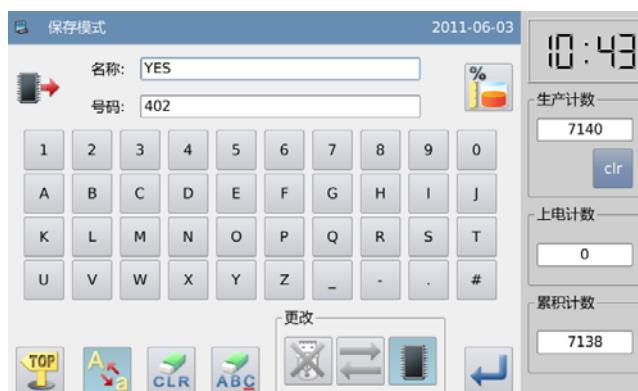 保存模式 2011-06-03
10:43
名称: YES
%
号码: 402
生产计数
7140
clr
1 2 3 4 5 6 7 8 9 0
A B C D E F G H I J
K L M N O P Q R S T
U V W X Y Z _ - . #
上电计数
0
更改
累积计数
7138
TOP
A a
CLR
ABC